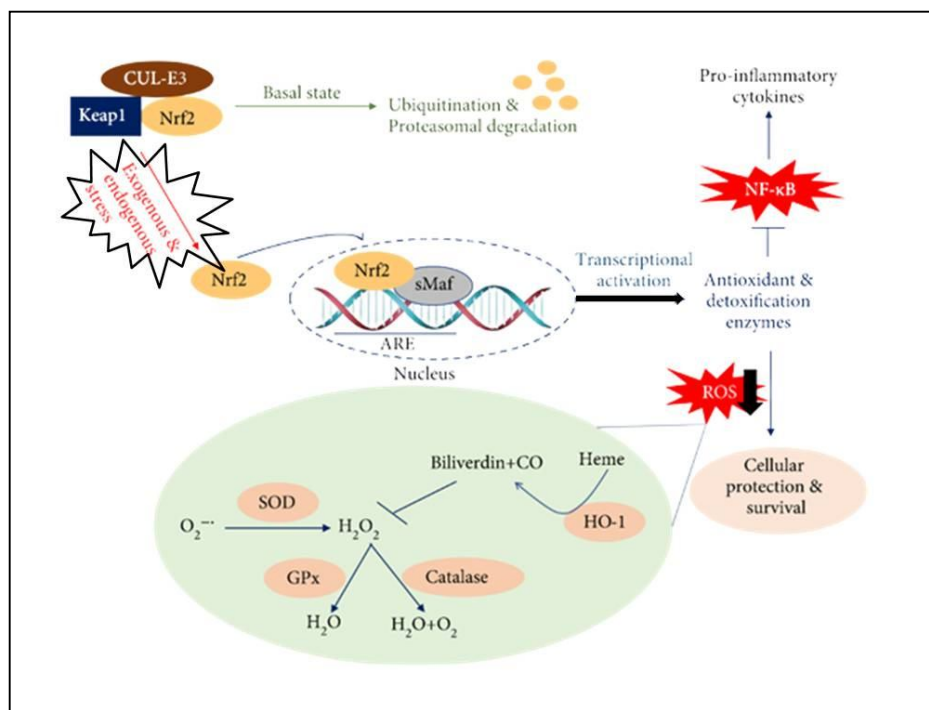 CUL-E3
Keap1
Nrf2
Basal state
Ubiquitination &
Proteasomal degradation
Pro-inflammatory
cytokines
Exogenous &
endogenous
stress
NF-κB
Nrf2
Nrf2
sMaf
ARE
Nucleus
Transcriptional
activation
Antioxidant &
detoxification
enzymes
ROS
Cellular
protection &
survival
Biliverdin+CO
Heme
HO-1
SOD
O₂⁻·
H₂O₂
GPx
Catalase
H₂O
H₂O+O₂